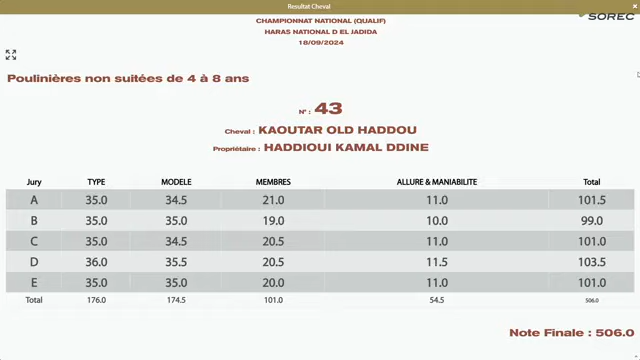 Resultat Cheval
CHAMPIONNAT NATIONAL (QUALIF)
SOREC
HARAS NATIONAL D EL JADIDA
18/09/2024
Poulinières non suitées de 4 à 8 ans
N° : 43
Cheval : KAOUTAR OLD HADDOU
Propriétaire : HADDIOUI KAMAL DDINE
Jury TYPE MODELE MEMBRES ALLURE & MANIABILITE Total
A 35.0 34.5 21.0 11.0 101.5
B 35.0 35.0 19.0 10.0 99.0
C 35.0 34.5 20.5 11.0 101.0
D 36.0 35.5 20.5 11.5 103.5
E 35.0 35.0 20.0 11.0 101.0
Total 176.0 174.5 101.0 54.5 506.0
Note Finale : 506.0